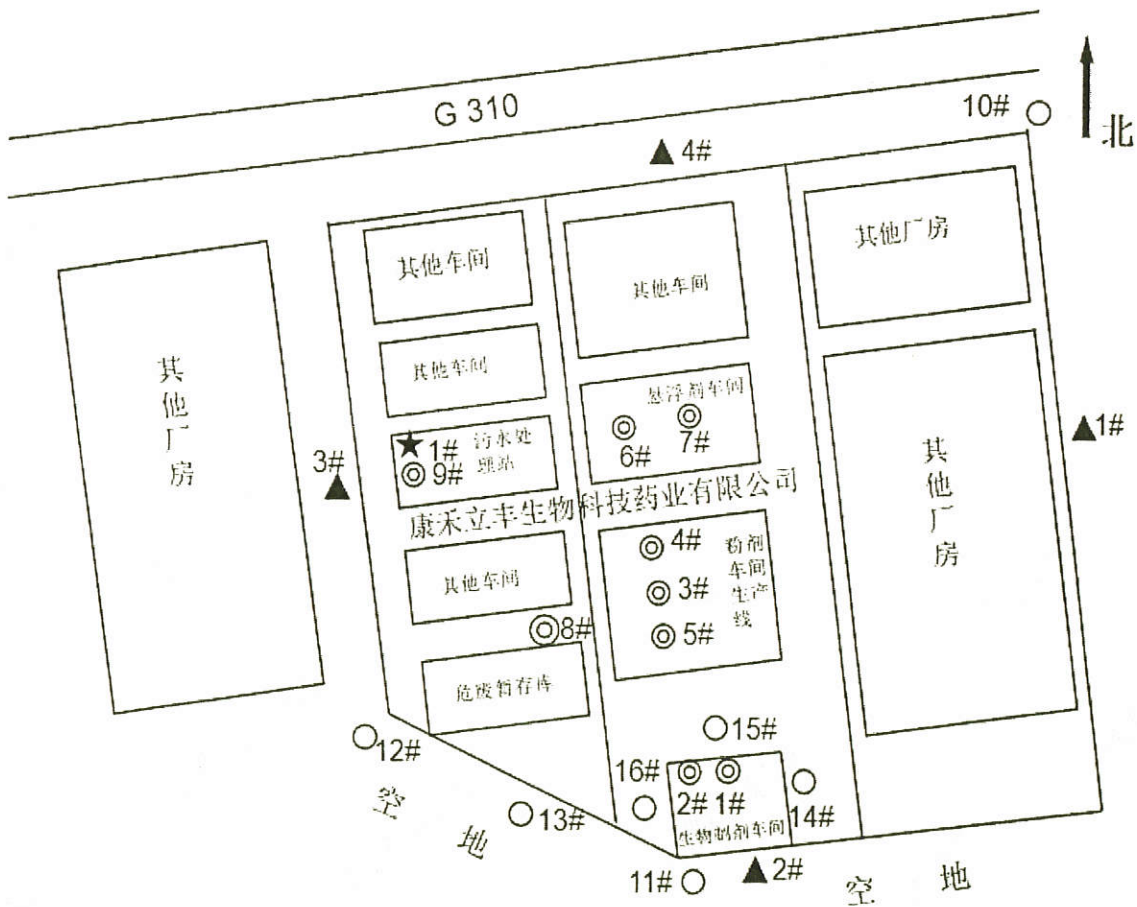 G 310
10#
北
▲ 4#
其他车间
其他车间
其他厂房
其他厂房
其他车间
悬浮剂车间
6#
7#
▲ 1#
3#
▲
★ 1#
9#
污水处
理站
其他厂房
康禾立丰生物科技药业有限公司
4#
3#
5#
粉剂
车间
生产
线
其他车间
8#
危废暂存库
12#
15#
16#
2# 1#
14#
13#
生物制剂车间
空 地
11#
▲ 2#
空 地